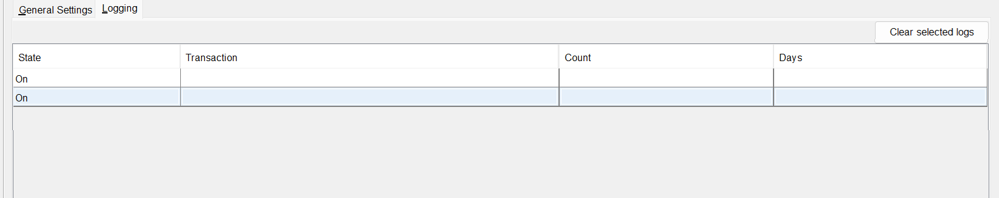 General Settings Logging
Clear selected logs
State Transaction Count Days
On
On